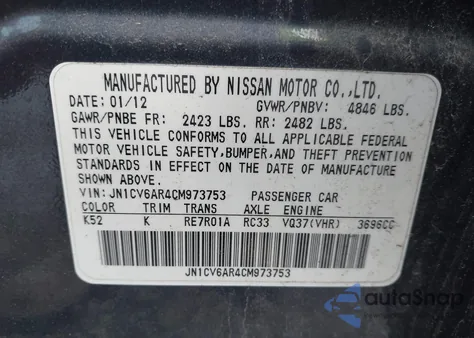 MANUFACTURED BY NISSAN MOTOR CO.,LTD.
DATE: 01/12 GVWR/PNBV: 4846 LBS.
GAWR/PNBE FR: 2423 LBS. RR: 2482 LBS.
THIS VEHICLE CONFORMS TO ALL APPLICABLE FEDERAL
MOTOR VEHICLE SAFETY, BUMPER, AND THEFT PREVENTION
STANDARDS IN EFFECT ON THE DATE OF MANUFACTURE
SHOWN ABOVE.
VIN: JN1CV6AR4CM973753 PASSENGER CAR
COLOR TRIM TRANS AXLE ENGINE
K52 K RE7R01A RC33 VQ37(VHR) 3696CC
JN1CV6AR4CM973753
autoSnap